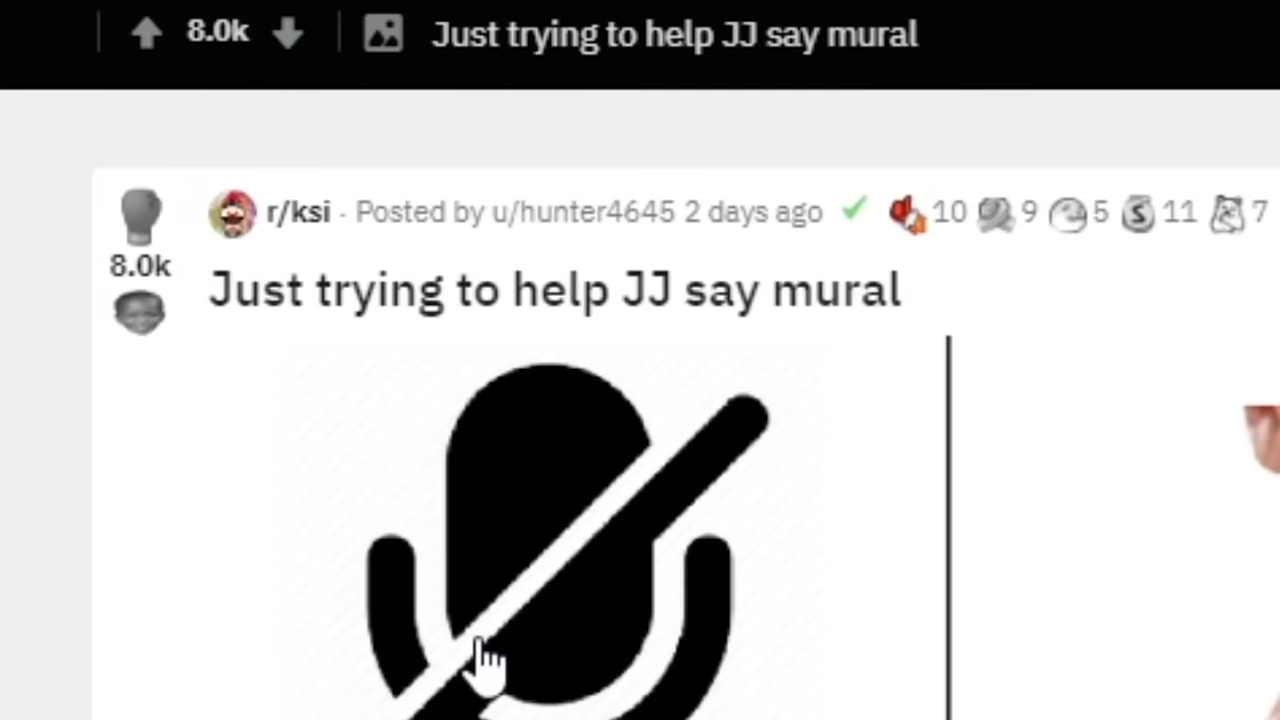 8.0k Just trying to help JJ say mural
r/ksi · Posted by u/hunter4645 2 days ago 10 9 5 S 11 7
8.0k
Just trying to help JJ say mural